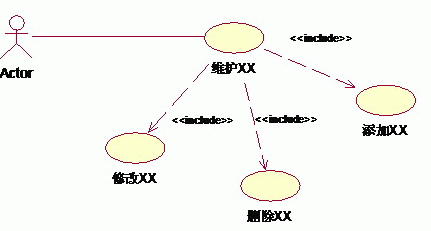 <<include>>
Actor
维护XX
<<include>>
<<include>>
添加XX
修改XX
删除XX